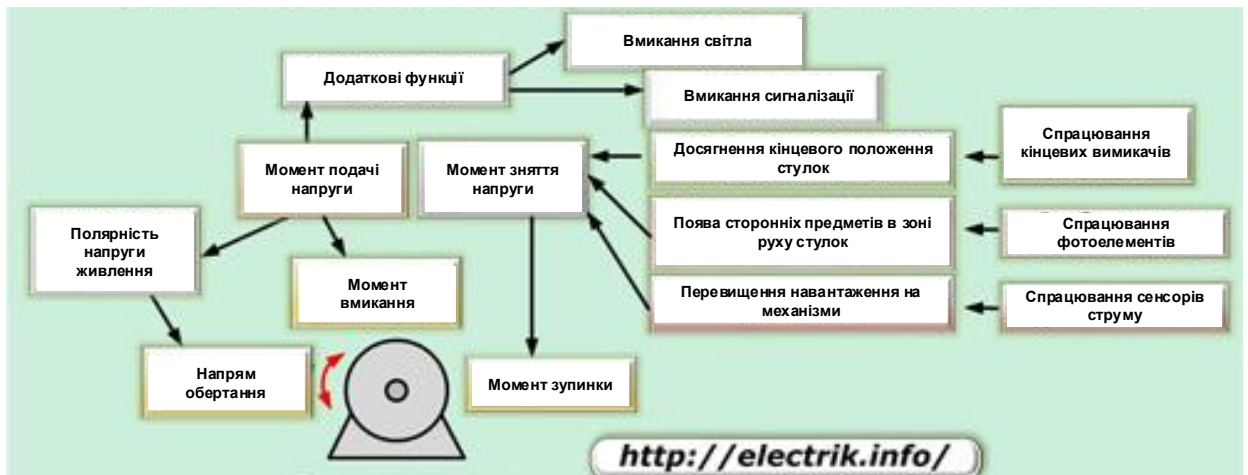 Вмикання світла
Додаткові функції
Вмикання сигналізації
Момент подачі
напруги
Момент зняття
напруги
Досягнення кінцевого положення
стулок
Спрацювання
кінцевих вимикачів
Полярність
напруги
живлення
Поява сторонніх предметів в зоні
руху стулок
Спрацювання
фотоелементів
Момент
вмикання
Перевищення навантаження на
механізми
Спрацювання сенсорів
струму
Напрям
обертання
Момент зупинки
http://electrik.info/